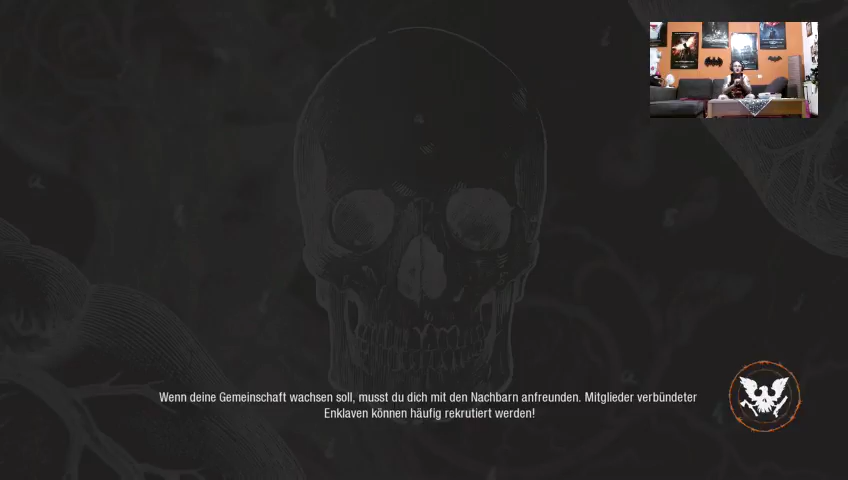 Wenn deine Gemeinschaft wachsen soll, musst du dich mit den Nachbarn anfreunden. Mitglieder verbündeter
Enklaven können häufig rekrutiert werden!